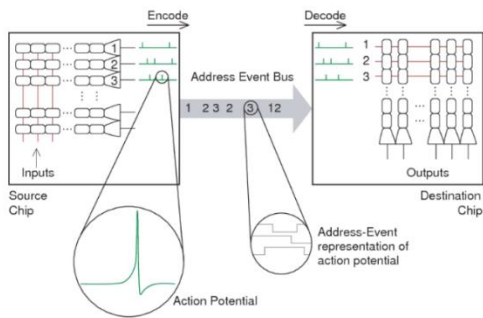 Encode
Decode
1
2
3
Address Event Bus
1 2 3 2 3 12
1
2
3
Inputs
Source
Chip
Outputs
Destination
Chip
Action Potential
Address-Event
representation of
action potential